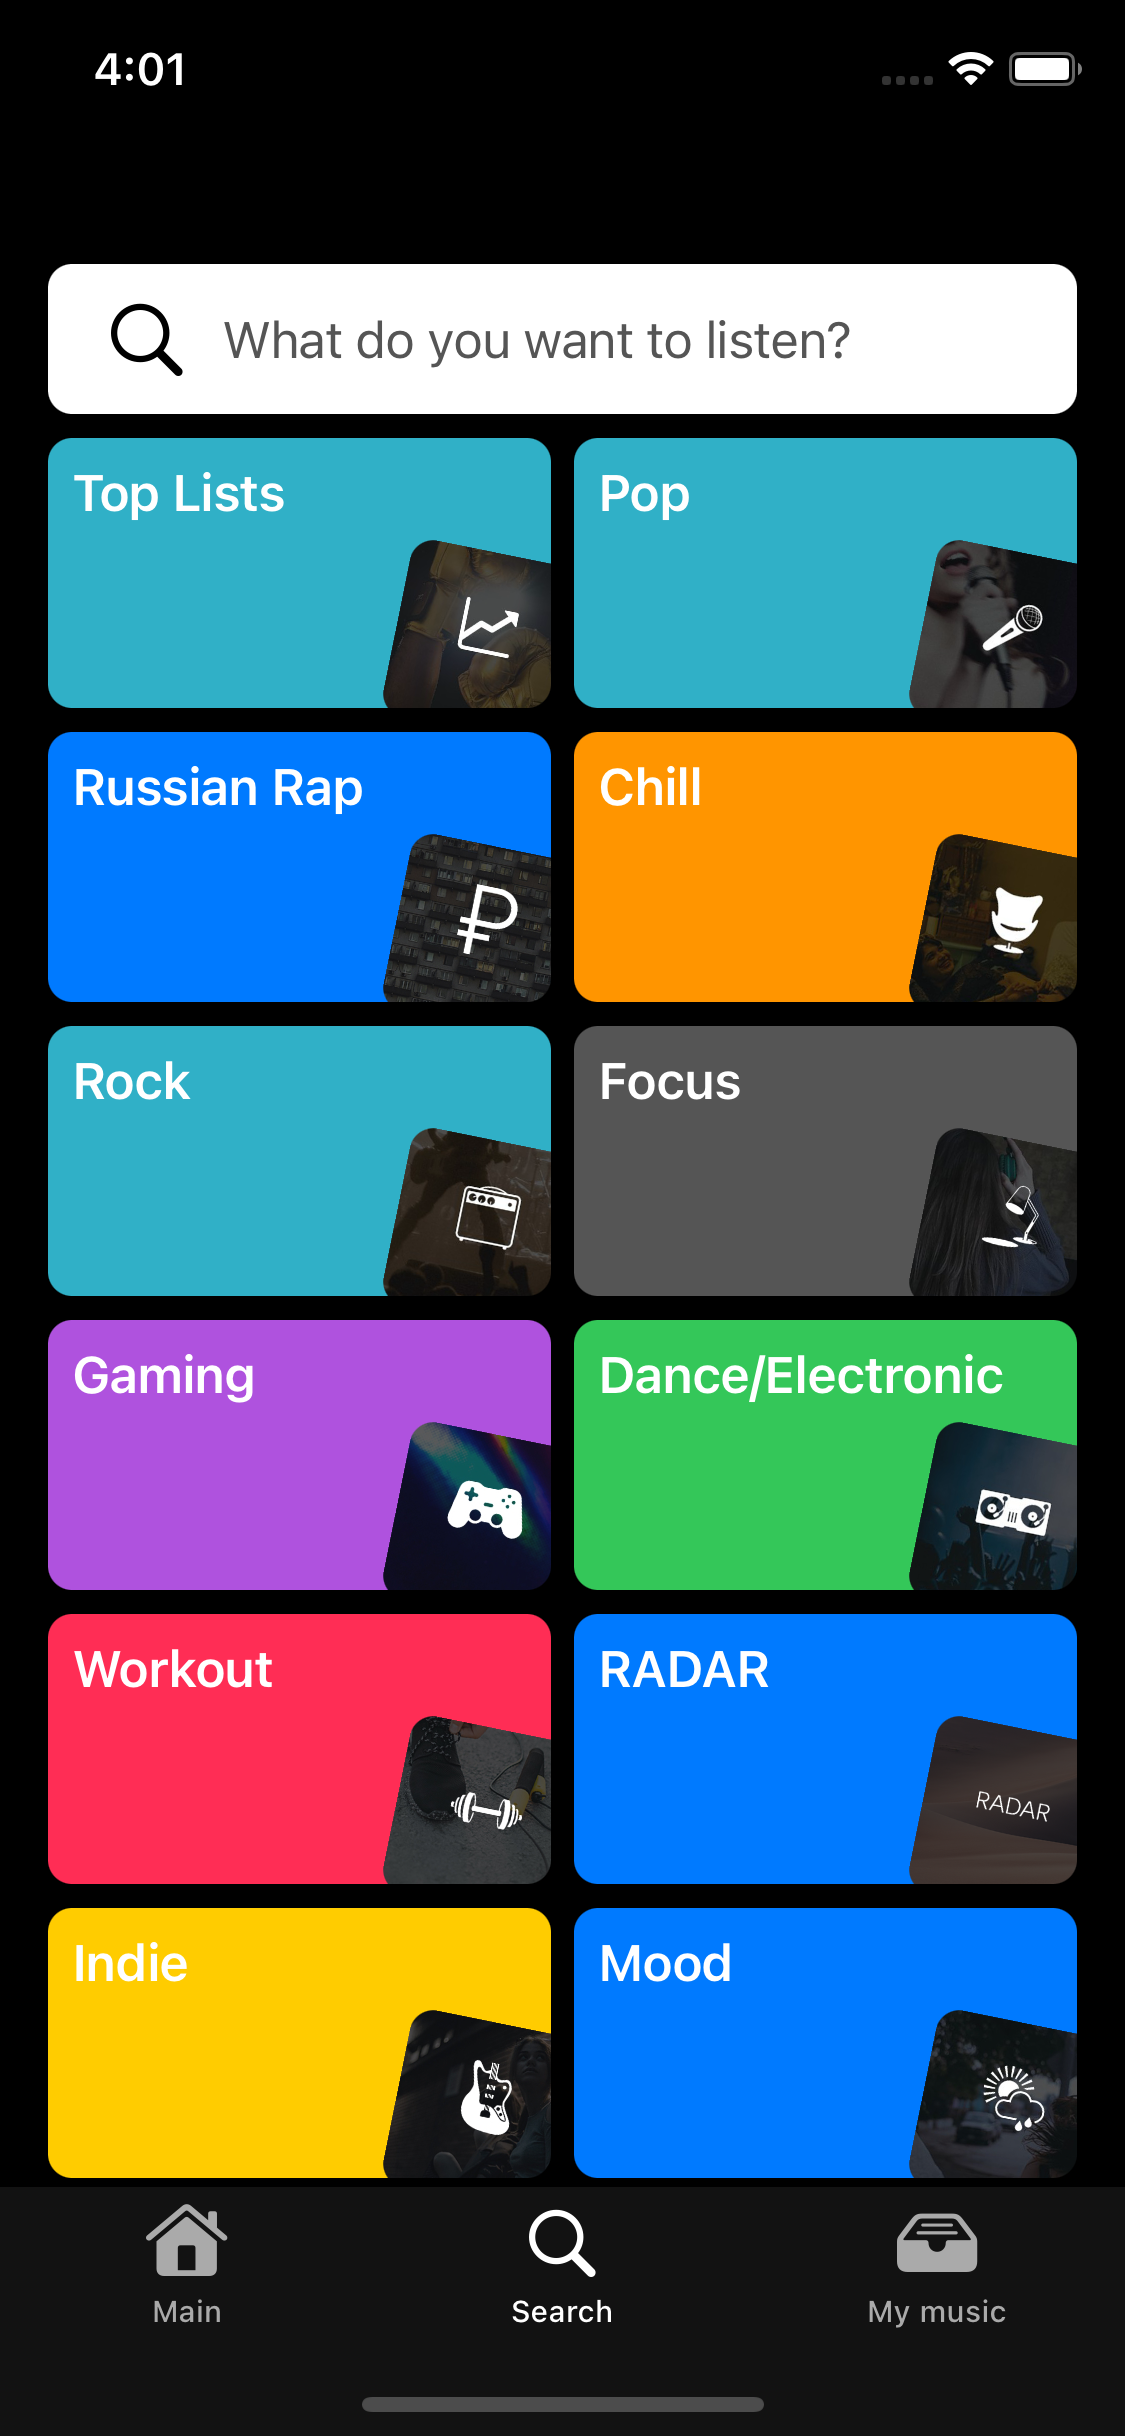 4:01
What do you want to listen?
Top Lists
Pop
Russian Rap
Chill
Rock
Focus
Gaming
Dance/Electronic
Workout
RADAR
RADAR
Indie
Mood
Main
Search
My music